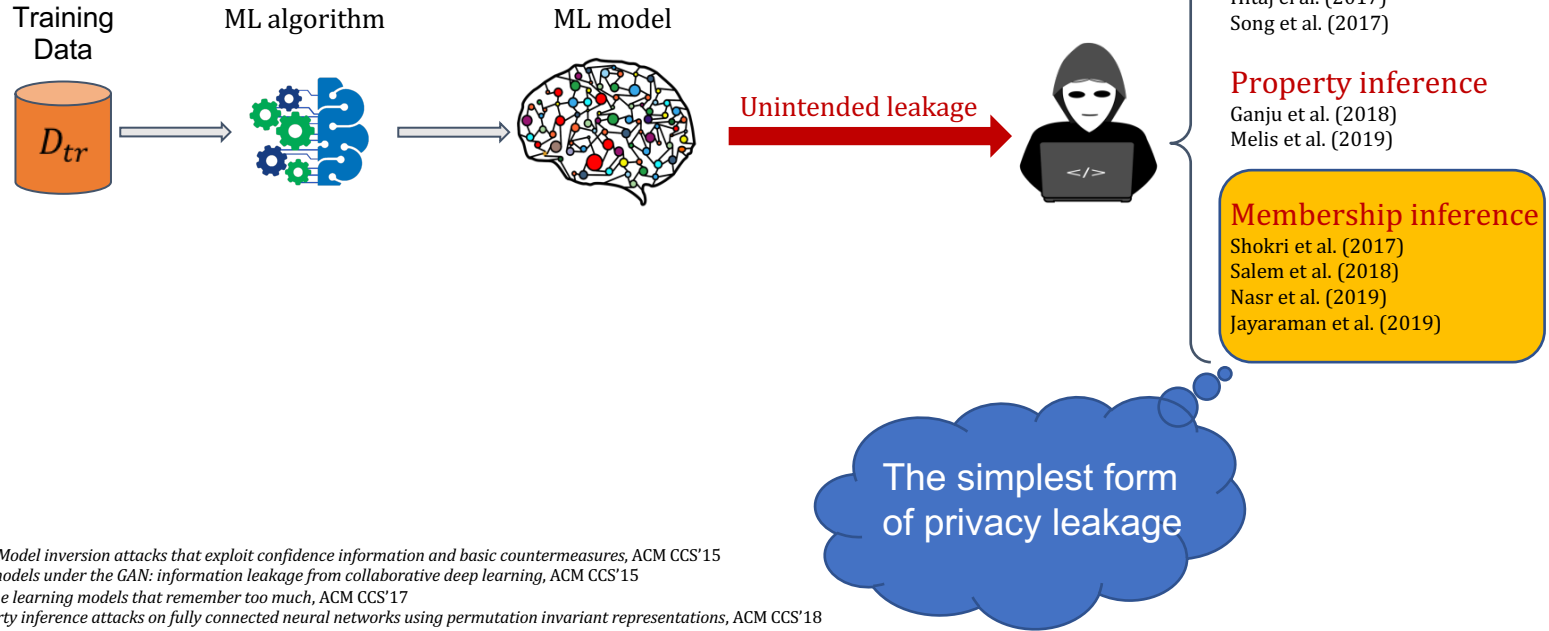 Training
Data
ML algorithm
ML model
D_tr
Unintended leakage
</>
Song et al. (2017)
Property inference
Ganju et al. (2018)
Melis et al. (2019)
Membership inference
Shokri et al. (2017)
Salem et al. (2018)
Nasr et al. (2019)
Jayaraman et al. (2019)
The simplest form
of privacy leakage
Model inversion attacks that exploit confidence information and basic countermeasures, ACM CCS'15
under the GAN: information leakage from collaborative deep learning, ACM CCS'15
learning models that remember too much, ACM CCS'17
inference attacks on fully connected neural networks using permutation invariant representations, ACM CCS'18